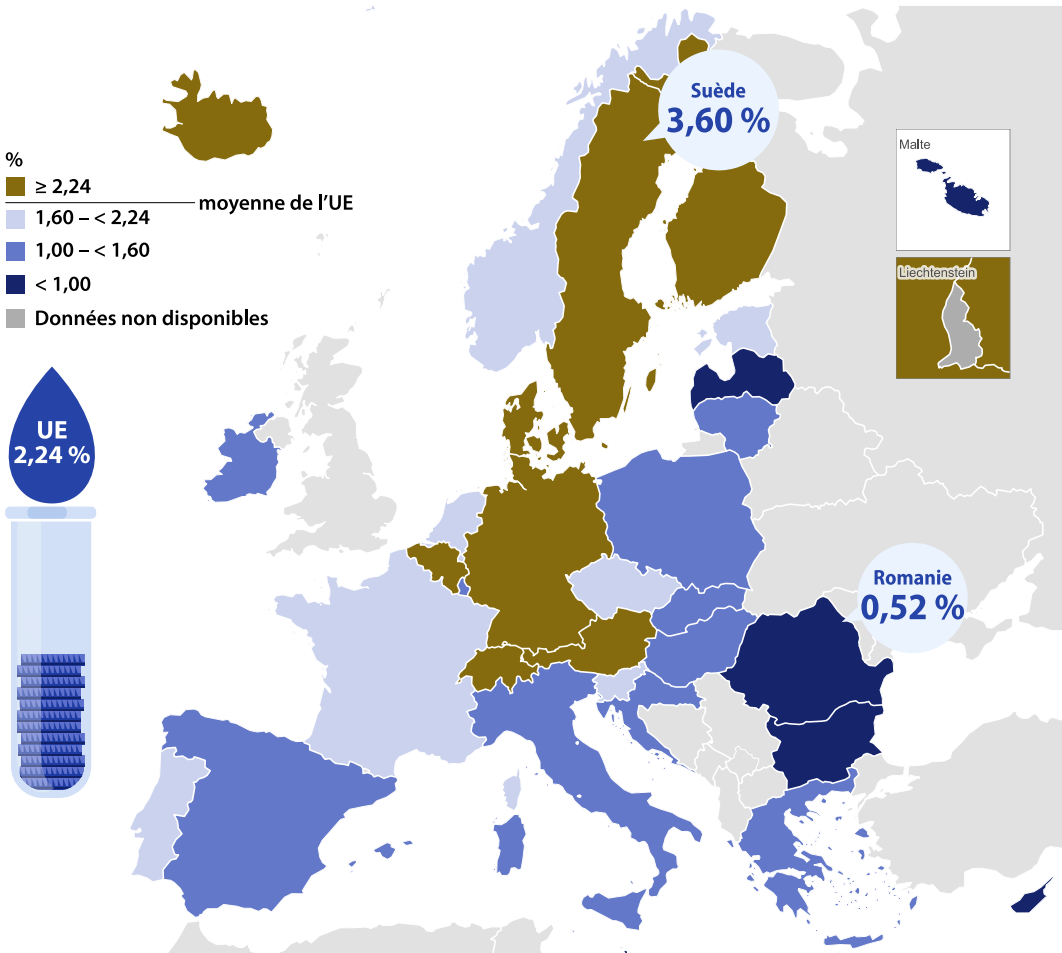 Suède
3,60 %
Malte
%
≥ 2,24
moyenne de l’UE
1,60 – < 2,24
1,00 – < 1,60
< 1,00
Données non disponibles
Liechtenstein
UE
2,24 %
Romanie
0,52 %